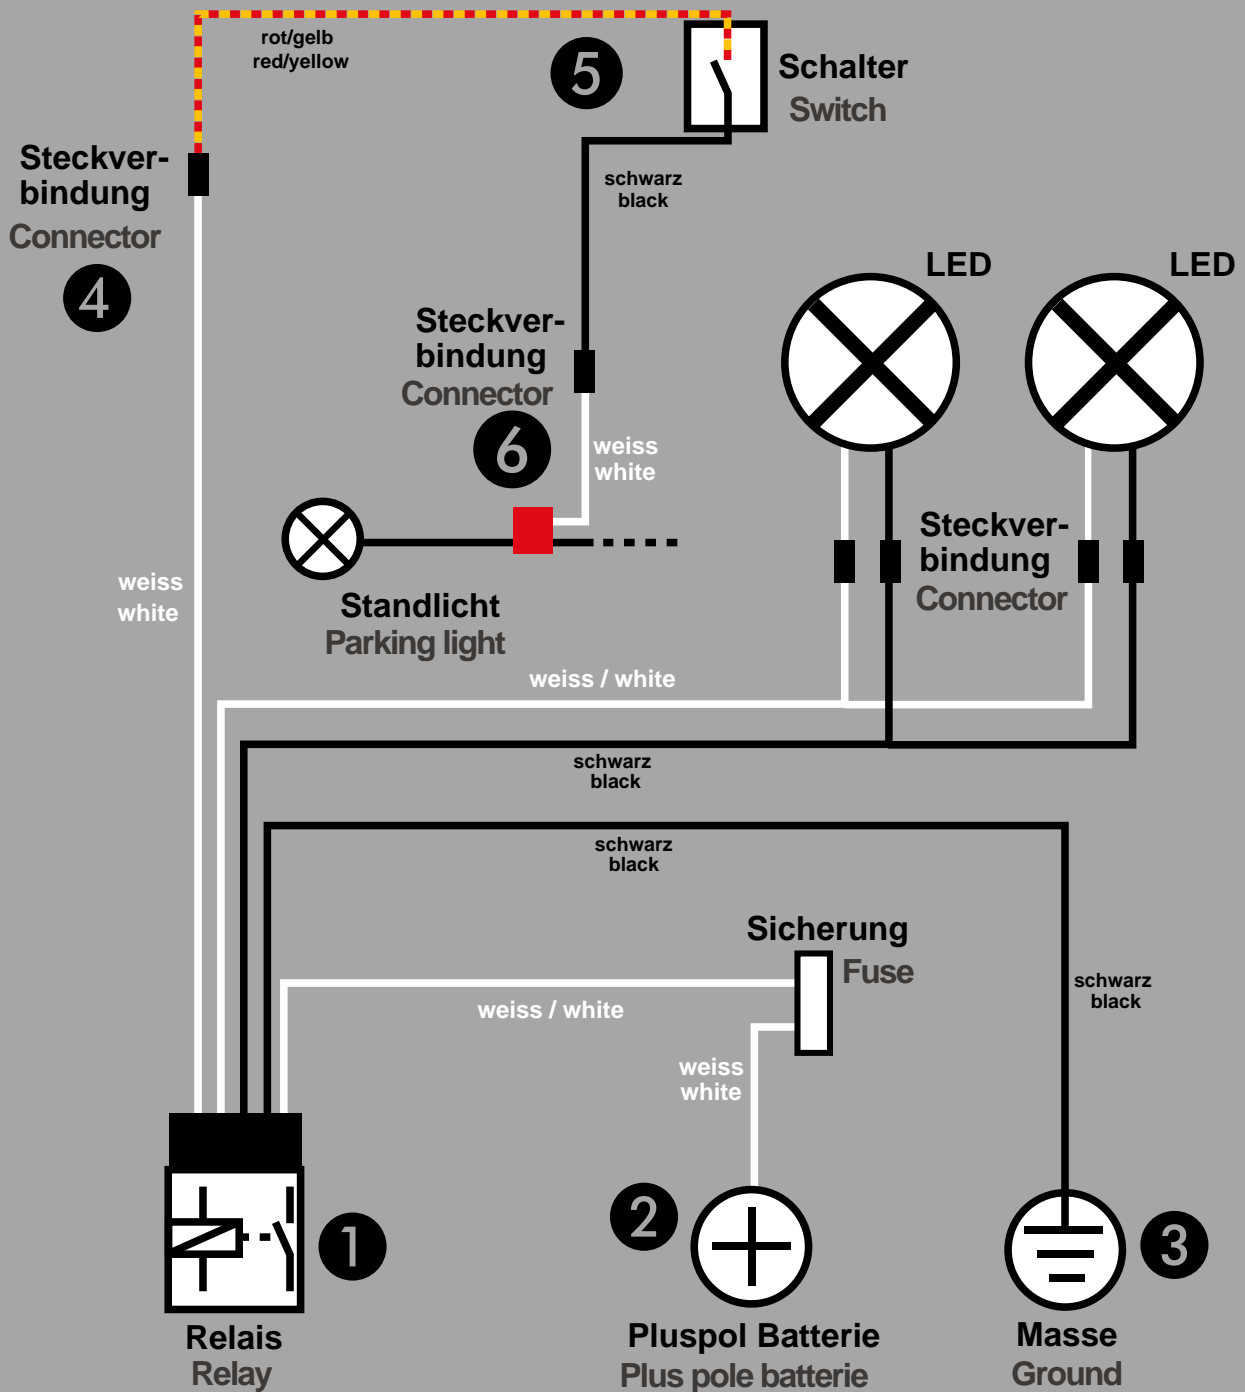 rot/gelb
red/yellow
5
Schalter
Switch
Steckver-
bindung
Connector
4
schwarz
black
LED
LED
Steckver-
bindung
Connector
6
weiss
white
Steckver-
bindung
Connector
weiss
white
Standlicht
Parking light
weiss / white
schwarz
black
schwarz
black
Sicherung
Fuse
weiss / white
schwarz
black
weiss
white
1
2
3
Relais
Relay
Pluspol Batterie
Plus pole batterie
Masse
Ground